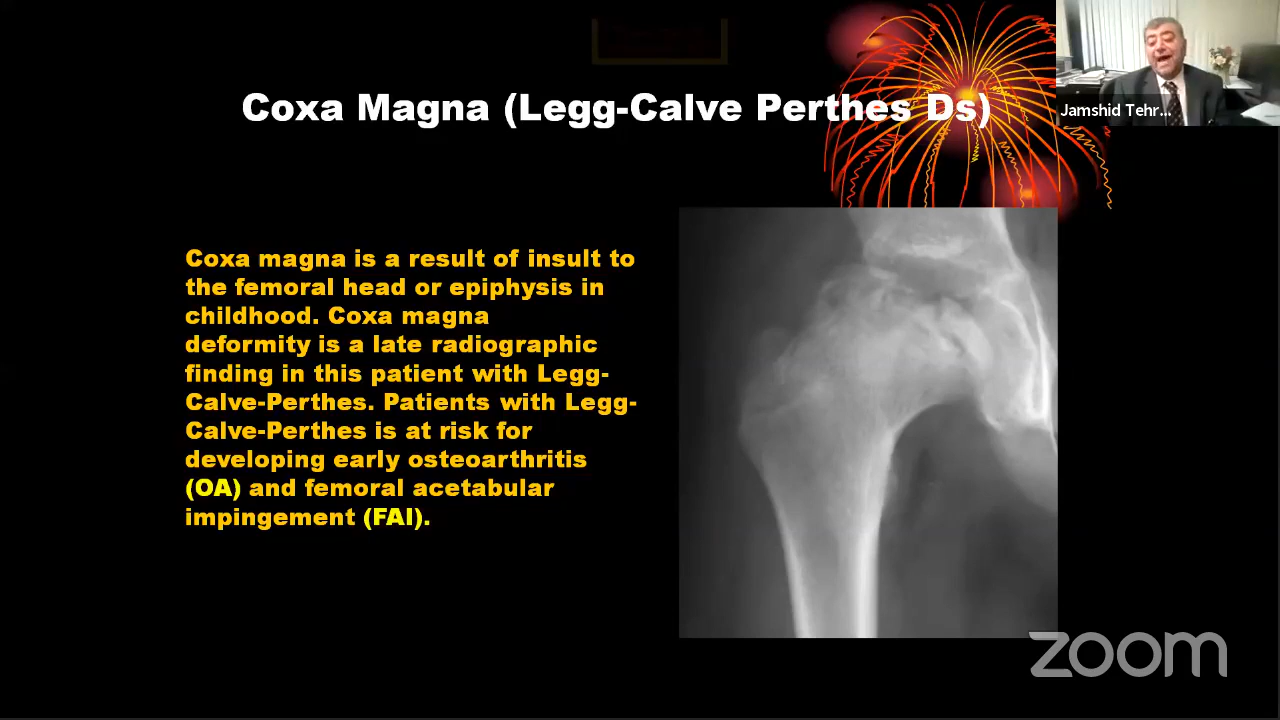 Coxa Magna (Legg-Calve Perthes Ds)
Jamshid Tehr...
Coxa magna is a result of insult to
the femoral head or epiphysis in
childhood. Coxa magna
deformity is a late radiographic
finding in this patient with Legg-
Calve-Perthes. Patients with Legg-
Calve-Perthes is at risk for
developing early osteoarthritis
(OA) and femoral acetabular
impingement (FAI).
zoom